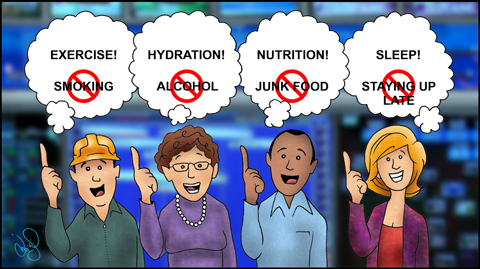 EXERCISE!
SMOKING
HYDRATION!
ALCOHOL
NUTRITION!
JUNK FOOD
SLEEP!
STAYING UP
LATE